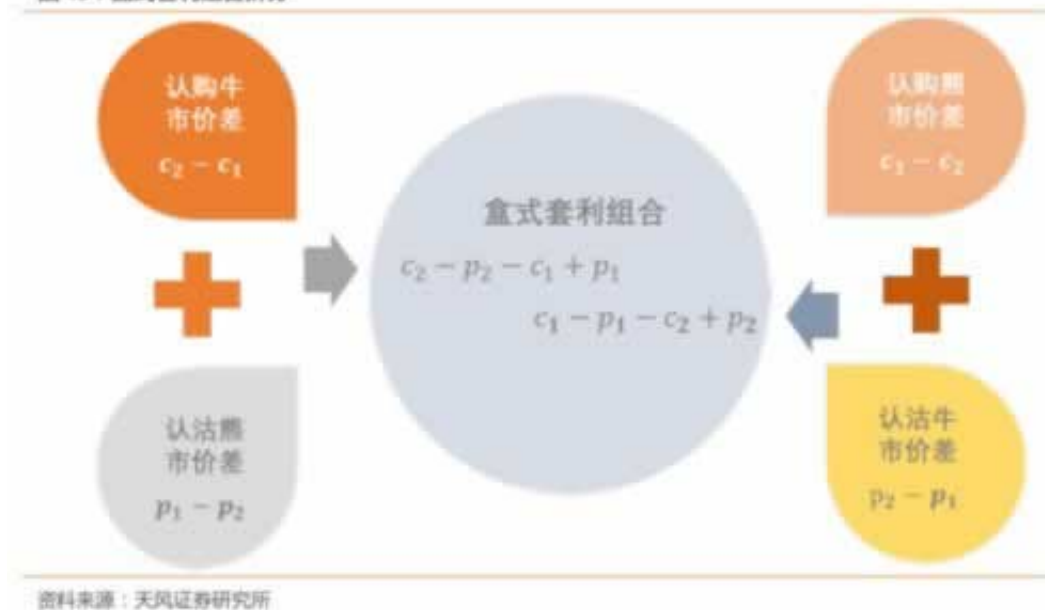 认购牛
市价差
c₂ − c₁
认沽熊
市价差
p₁ − p₂
盒式套利组合
c₂ − p₂ − c₁ + p₁
c₁ − p₁ − c₂ + p₂
认购熊
市价差
c₁ − c₂
认沽牛
市价差
p₂ − p₁
资料来源：天风证券研究所